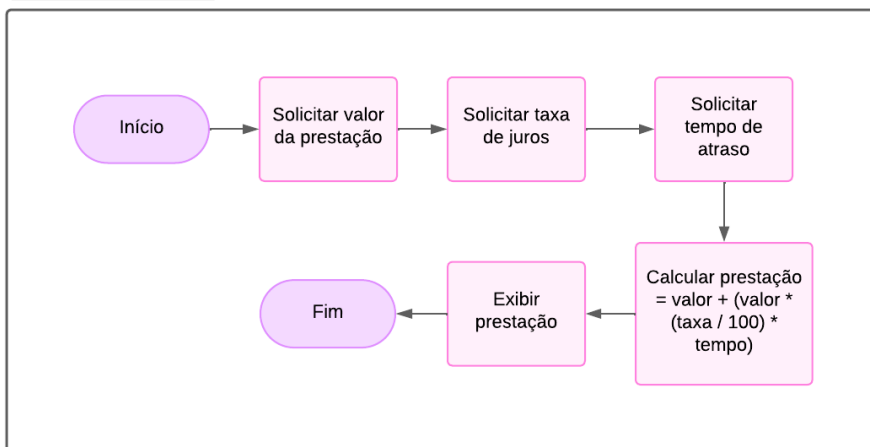 Início
Solicitar valor
da prestação
Solicitar taxa
de juros
Solicitar
tempo de
atraso
Calcular prestação
= valor + (valor *
(taxa / 100) *
tempo)
Exibir
prestação
Fim